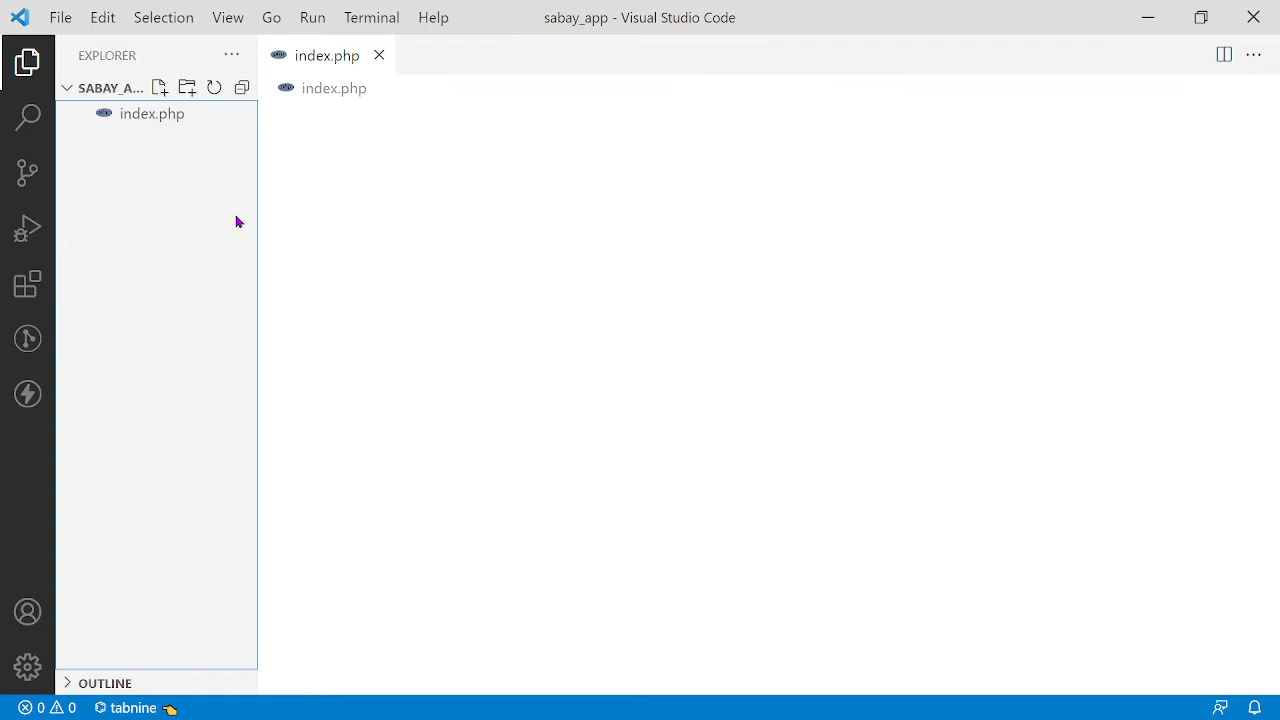 File Edit Selection View Go Run Terminal Help
sabay_app - Visual Studio Code
EXPLORER
index.php
SABAY_A...
index.php
index.php
OUTLINE
0 0 tabnine